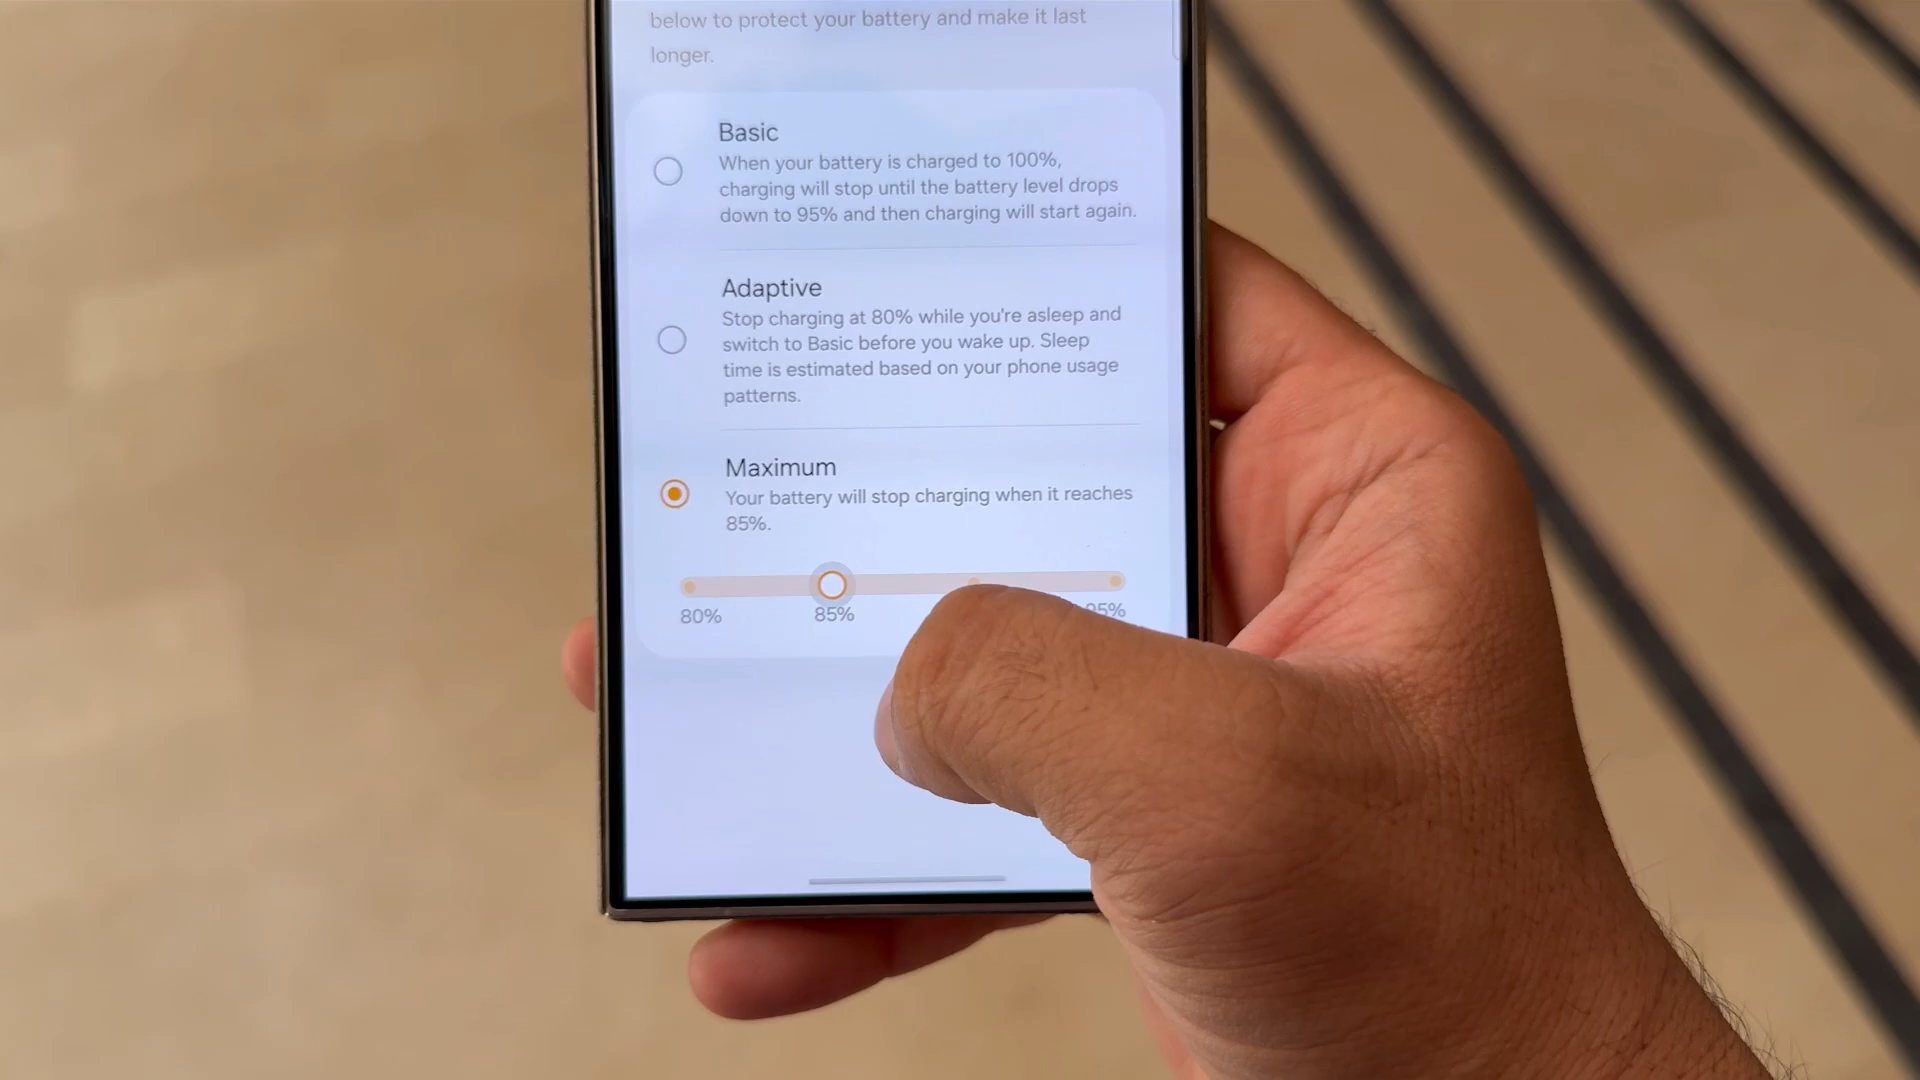 below to protect your battery and make it last
longer.
Basic
When your battery is charged to 100%,
charging will stop until the battery level drops
down to 95% and then charging will start again.
Adaptive
Stop charging at 80% while you're asleep and
switch to Basic before you wake up. Sleep
time is estimated based on your phone usage
patterns.
Maximum
Your battery will stop charging when it reaches
85%.
80% 85% 95%